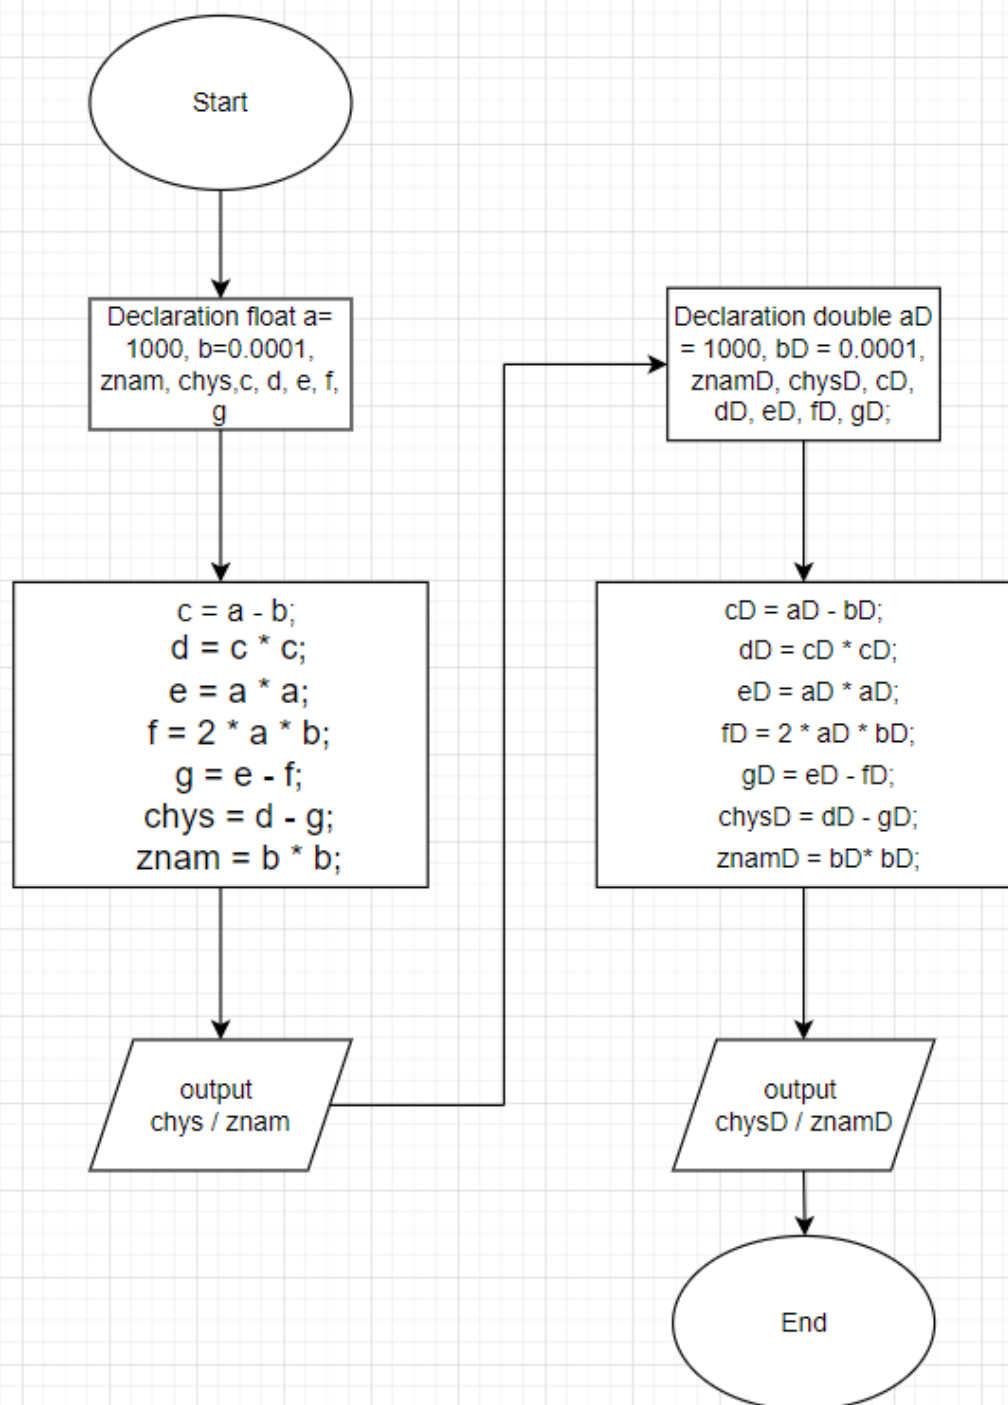 Start
Declaration float a=
1000, b=0.0001,
znam, chys,c, d, e, f,
g
c = a - b;
d = c * c;
e = a * a;
f = 2 * a * b;
g = e - f;
chys = d - g;
znam = b * b;
output
chys / znam
Declaration double aD
= 1000, bD = 0.0001,
znamD, chysD, cD,
dD, eD, fD, gD;
cD = aD - bD;
dD = cD * cD;
eD = aD * aD;
fD = 2 * aD * bD;
gD = eD - fD;
chysD = dD - gD;
znamD = bD* bD;
output
chysD / znamD
End